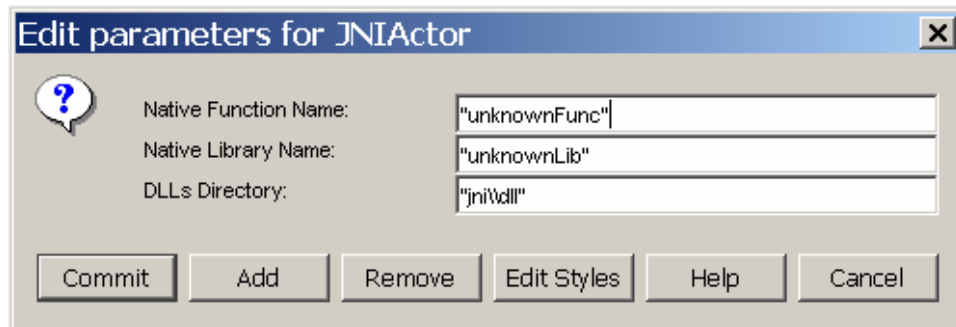 Edit parameters for JNIActor
?
Native Function Name: "unknownFunc"
Native Library Name: "unknownLib"
DLLs Directory: "jni\\dll"
Commit Add Remove Edit Styles Help Cancel